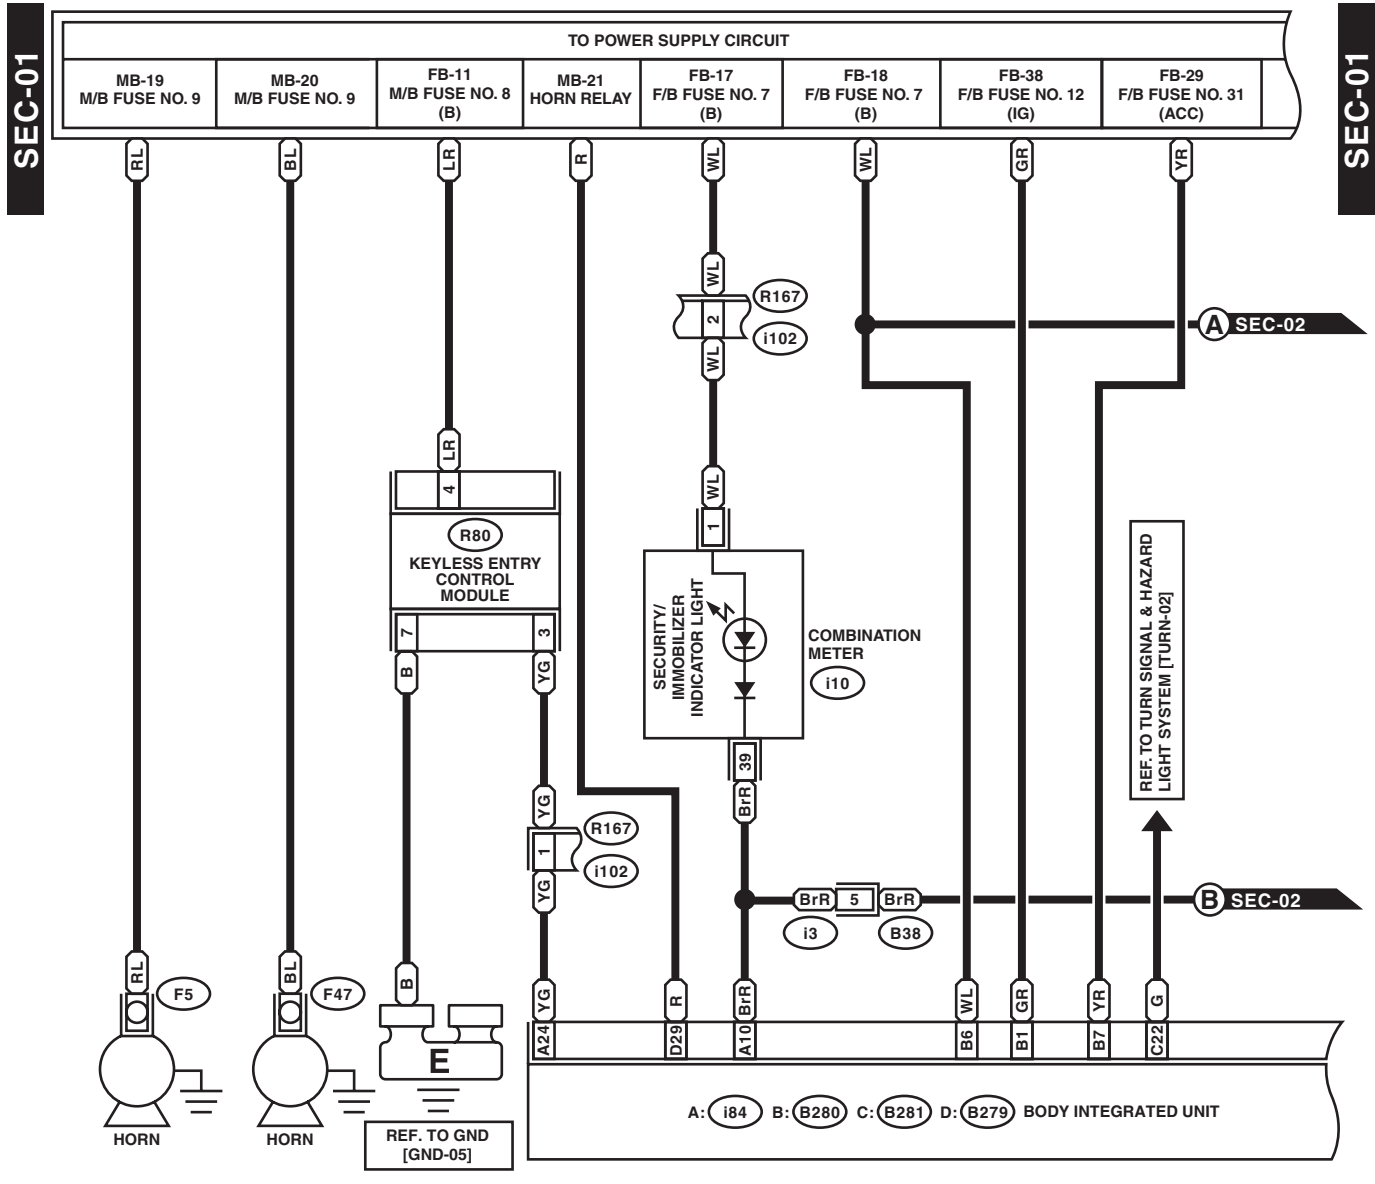 SEC-01
SEC-01
TO POWER SUPPLY CIRCUIT
MB-19
M/B FUSE NO. 9
MB-20
M/B FUSE NO. 9
FB-11
M/B FUSE NO. 8
(B)
MB-21
HORN RELAY
FB-17
F/B FUSE NO. 7
(B)
FB-18
F/B FUSE NO. 7
(B)
FB-38
F/B FUSE NO. 12
(IG)
FB-29
F/B FUSE NO. 31
(ACC)
RL
BL
LR
R
WL
WL
GR
YR
WL
R167
2
i102
WL
A SEC-02
LR
4
WL
1
R80
KEYLESS ENTRY
CONTROL
MODULE
7
3
B
YG
SECURITY/
IMMOBILIZER
INDICATOR LIGHT
COMBINATION
METER
i10
REF. TO TURN SIGNAL & HAZARD
LIGHT SYSTEM [TURN-02]
39
BrR
YG
R167
1
i102
YG
BrR
5
BrR
i3
B38
B SEC-02
RL
F5
BL
F47
B
YG
R
BrR
WL
GR
YR
G
A24
D29
A10
B6
B1
B7
C22
E
HORN
HORN
REF. TO GND
[GND-05]
A: i84 B: B280 C: B281 D: B279 BODY INTEGRATED UNIT